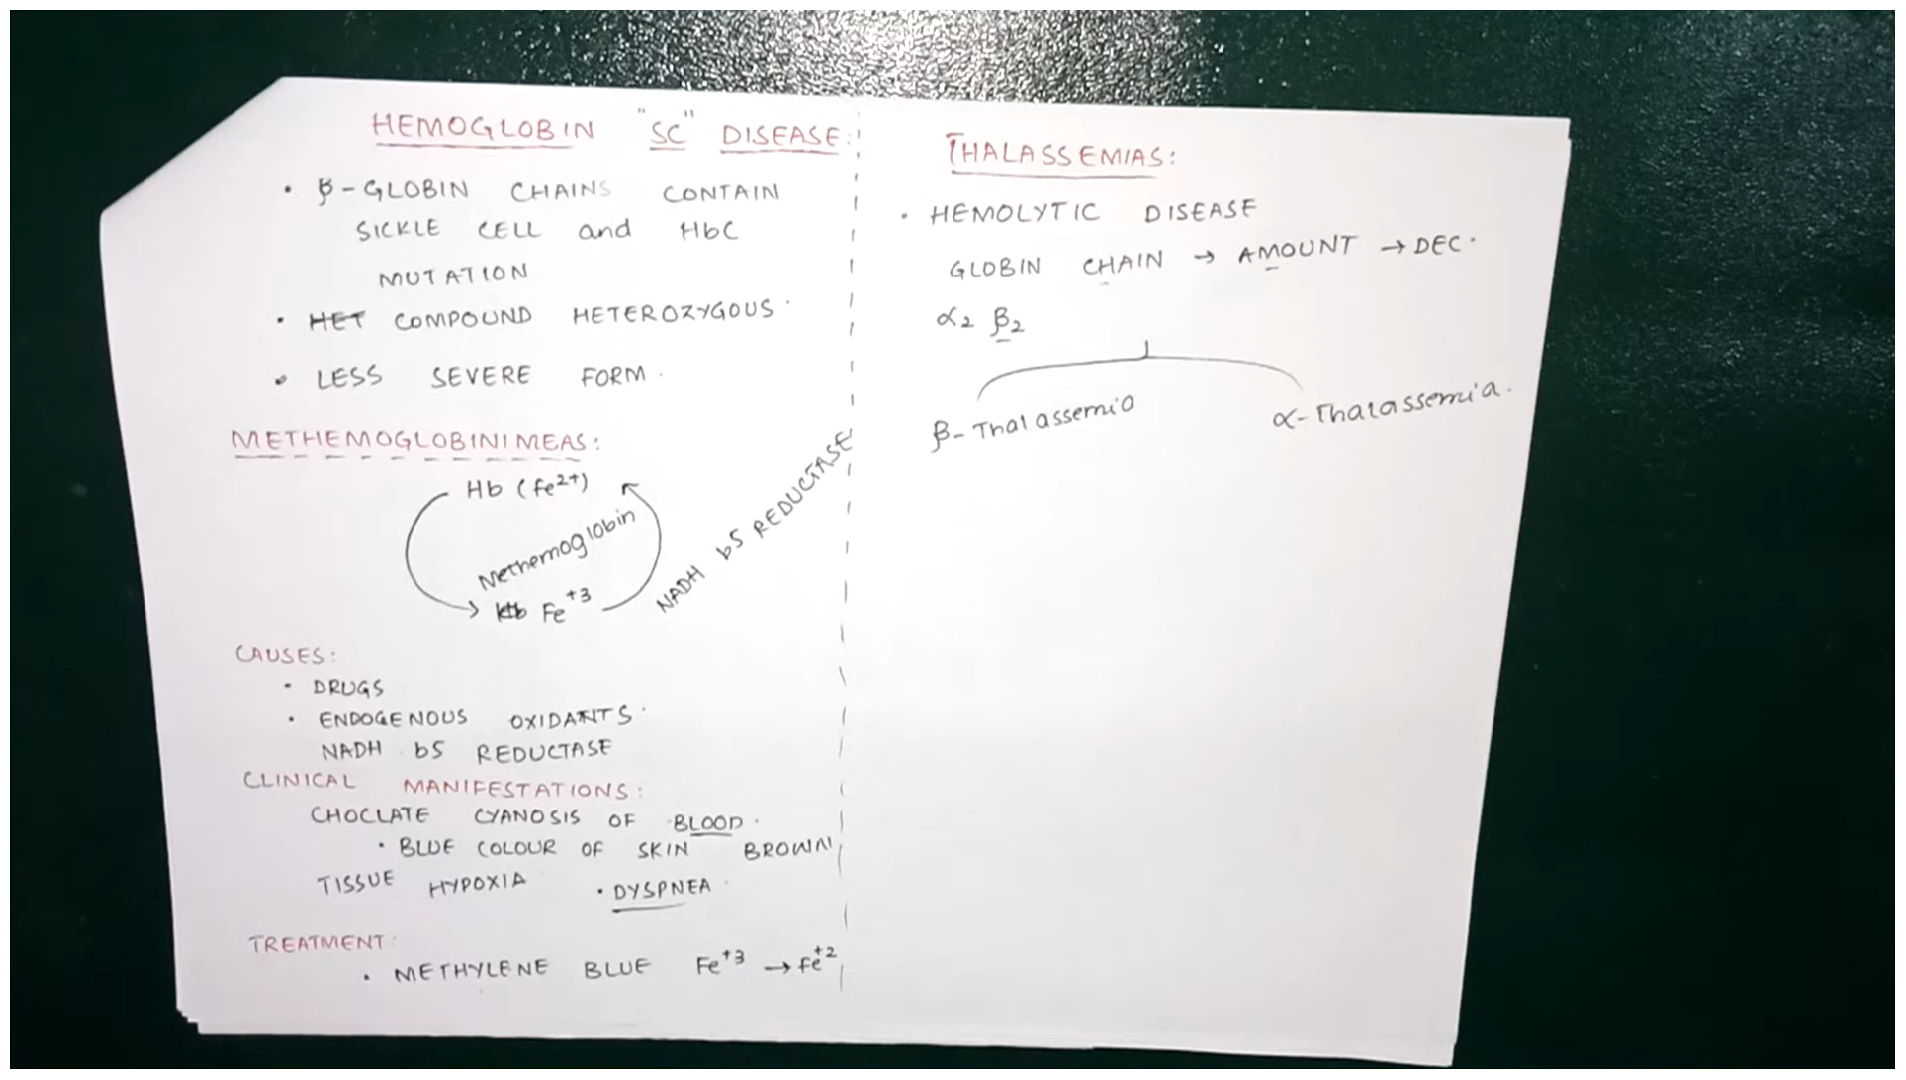 HEMOGLOBIN "SC" DISEASE:
• β-GLOBIN CHAINS CONTAIN
SICKLE CELL and HbC
MUTATION
• HET COMPOUND HETEROZYGOUS.
• LESS SEVERE FORM.
METHEMOGLOBINIMEAS:
Hb (Fe2+)
Methemoglobin
Hb Fe+3
NADH b5 REDUCTASE
CAUSES:
• DRUGS
• ENDOGENOUS OXIDANTS.
NADH b5 REDUCTASE
CLINICAL MANIFESTATIONS:
CHOCLATE CYANOSIS OF BLOOD.
• BLUE COLOUR OF SKIN BROWN
TISSUE HYPOXIA • DYSPNEA
TREATMENT:
• METHYLENE BLUE Fe+3 → Fe+2
THALASSEMIAS:
• HEMOLYTIC DISEASE
GLOBIN CHAIN → AMOUNT → DEC.
α2 β2
β-Thalassemia
α-Thalassemia.